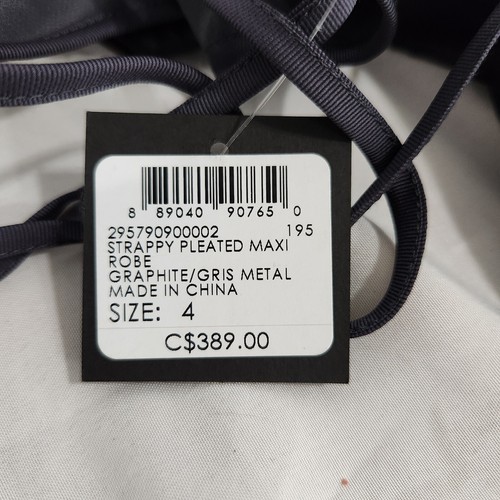 8 89040 90765 0
295790900002 195
STRAPPY PLEATED MAXI
ROBE
GRAPHITE/GRIS METAL
MADE IN CHINA
SIZE: 4
C$389.00